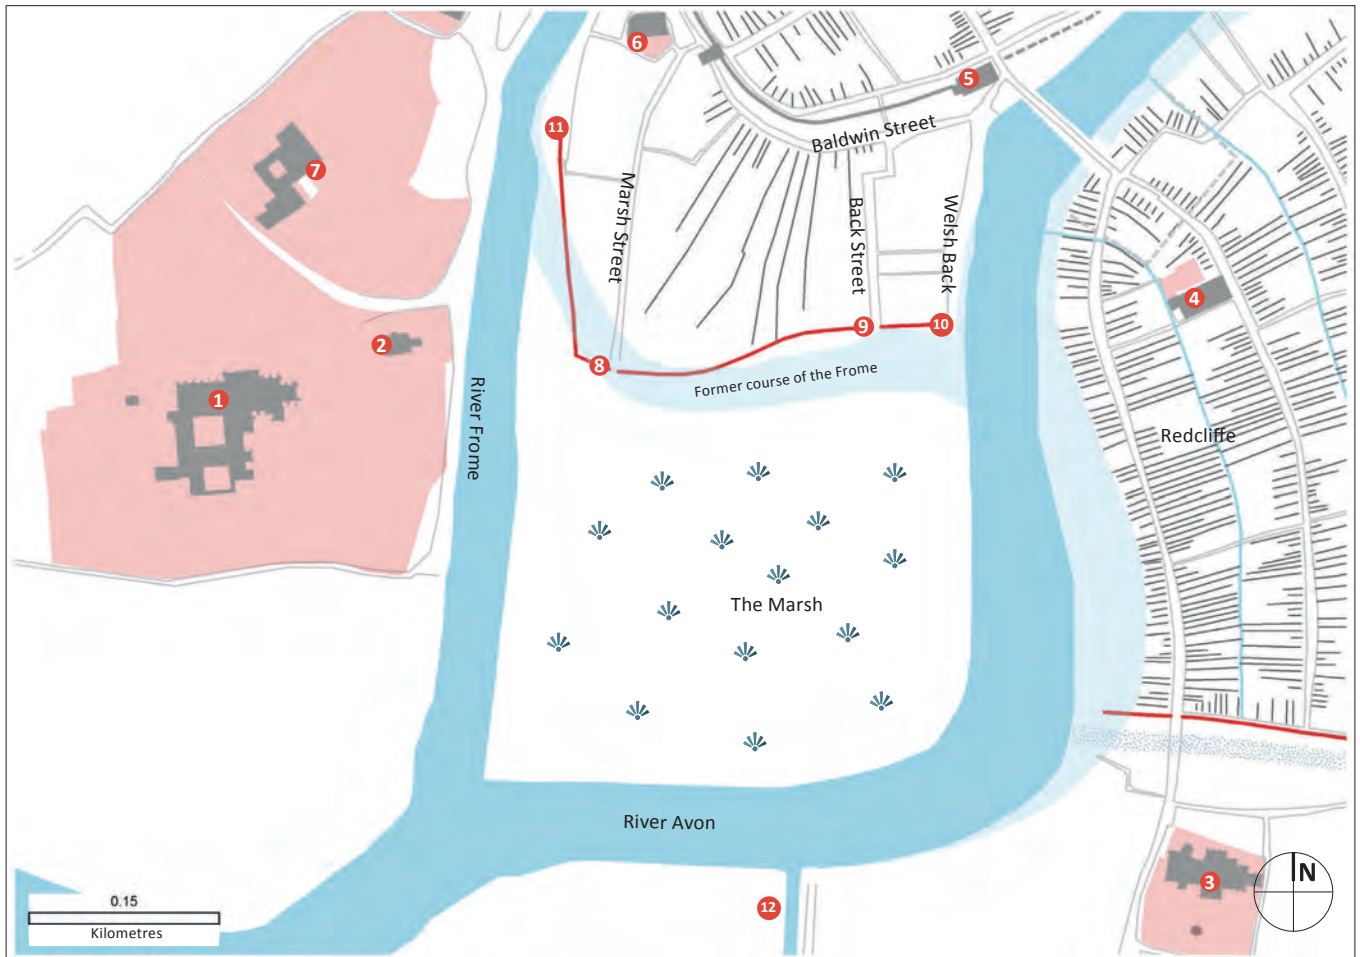 6
5
11
Baldwin Street
7
Marsh Street
Back Street
Welsh Back
4
2
9
10
8
Former course of the Frome
1
River Frome
Redcliffe
The Marsh
River Avon
N
3
0.15
Kilometres
12